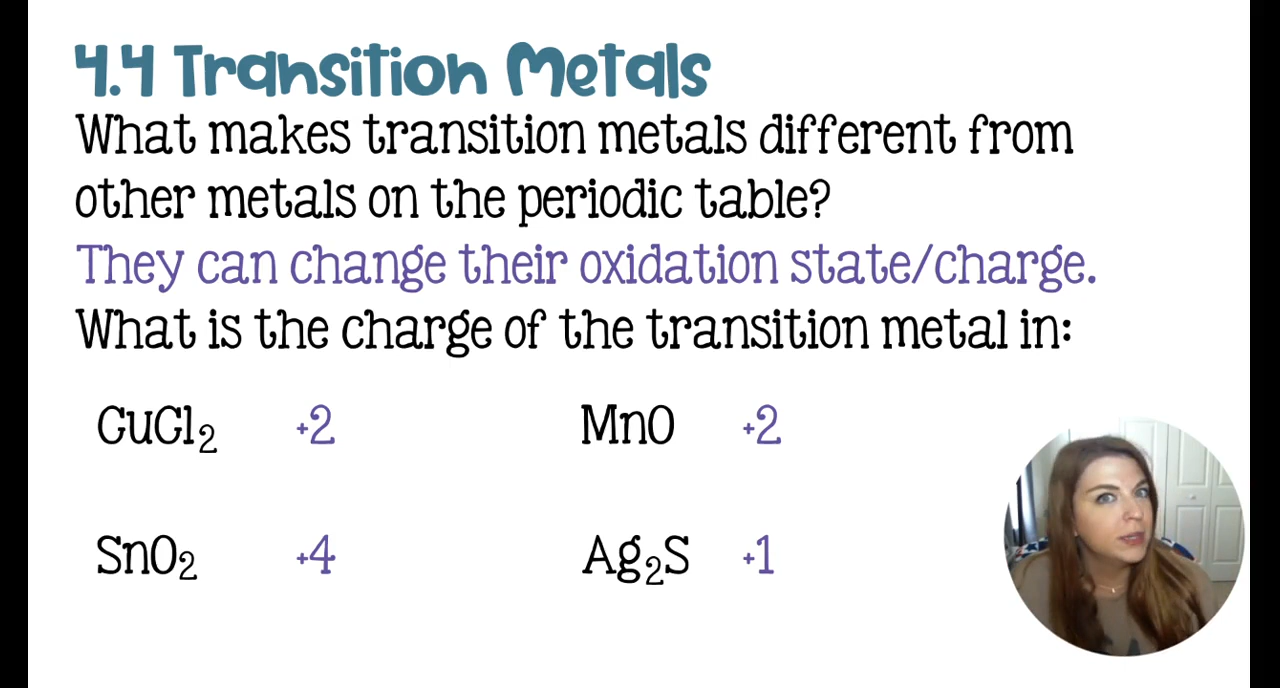 4.4 Transition Metals
What makes transition metals different from
other metals on the periodic table?
They can change their oxidation state/charge.
What is the charge of the transition metal in:
CuCl₂ +2 MnO +2
SnO₂ +4 Ag₂S +1